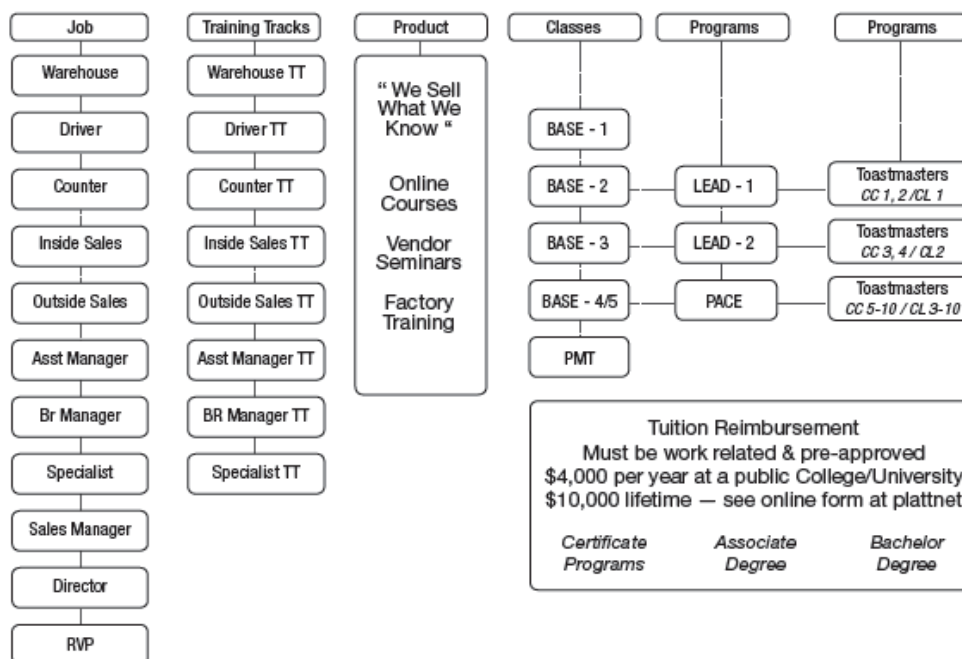 Job
Warehouse
Driver
Counter
Inside Sales
Outside Sales
Asst Manager
Br Manager
Specialist
Sales Manager
Director
RVP
Training Tracks
Warehouse TT
Driver TT
Counter TT
Inside Sales TT
Outside Sales TT
Asst Manager TT
BR Manager TT
Specialist TT
Product
“ We Sell
What We
Know “
Online
Courses
Vendor
Seminars
Factory
Training
Classes
BASE - 1
BASE - 2
BASE - 3
BASE - 4/5
PMT
Programs
LEAD - 1
LEAD - 2
PACE
Programs
Toastmasters
CC 1, 2 /CL 1
Toastmasters
CC 3, 4 / CL2
Toastmasters
CC 5-10 / CL 3-10
Tuition Reimbursement
Must be work related & pre-approved
$4,000 per year at a public College/University
$10,000 lifetime — see online form at plattnet
Certificate
Programs
Associate
Degree
Bachelor
Degree